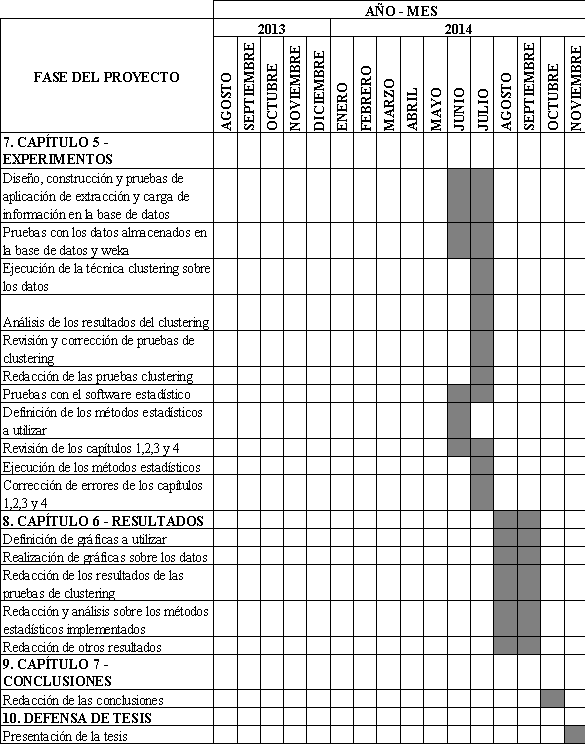 AÑO - MES
2013
2014
FASE DEL PROYECTO
AGOSTO
SEPTIEMBRE
OCTUBRE
NOVIEMBRE
DICIEMBRE
ENERO
FEBRERO
MARZO
ABRIL
MAYO
JUNIO
JULIO
AGOSTO
SEPTIEMBRE
OCTUBRE
NOVIEMBRE
7. CAPÍTULO 5 -
EXPERIMENTOS
Diseño, construcción y pruebas de
aplicación de extracción y carga de
información en la base de datos
Pruebas con los datos almacenados en
la base de datos y weka
Ejecución de la técnica clustering sobre
los datos
Análisis de los resultados del clustering
Revisión y corrección de pruebas de
clustering
Redacción de las pruebas clustering
Pruebas con el software estadístico
Definición de los métodos estadísticos
a utilizar
Revisión de los capítulos 1,2,3 y 4
Ejecución de los métodos estadísticos
Corrección de errores de los capítulos
1,2,3 y 4
8. CAPÍTULO 6 - RESULTADOS
Definición de gráficas a utilizar
Realización de gráficas sobre los datos
Redacción de los resultados de las
pruebas de clustering
Redacción y análisis sobre los métodos
estadísticos implementados
Redacción de otros resultados
9. CAPÍTULO 7 -
CONCLUSIONES
Redacción de las conclusiones
10. DEFENSA DE TESIS
Presentación de la tesis